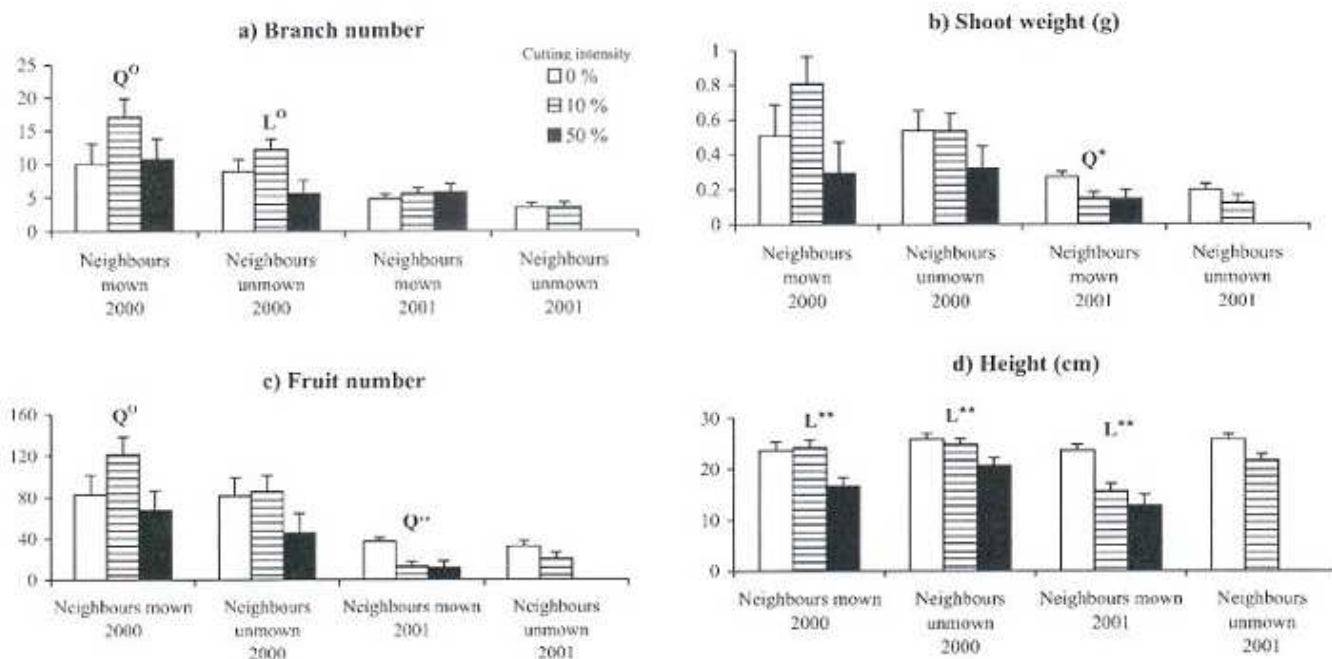 a) Branch number
Cutting intensity
0 %
10 %
50 %
25
20
15
10
5
0
Q^O
L^O
Neighbours
mown
2000
Neighbours
unmown
2000
Neighbours
mown
2001
Neighbours
unmown
2001
b) Shoot weight (g)
1
0.8
0.6
0.4
0.2
0
Q*
Neighbours
mown
2000
Neighbours
unmown
2000
Neighbours
mown
2001
Neighbours
unmown
2001
c) Fruit number
160
120
80
40
0
Q^O
Q**
Neighbours mown
2000
Neighbours
unmown
2000
Neighbours mown
2001
Neighbours
unmown
2001
d) Height (cm)
30
20
10
0
L**
L**
L**
Neighbours mown
2000
Neighbours
unmown
2000
Neighbours mown
2001
Neighbours
unmown
2001